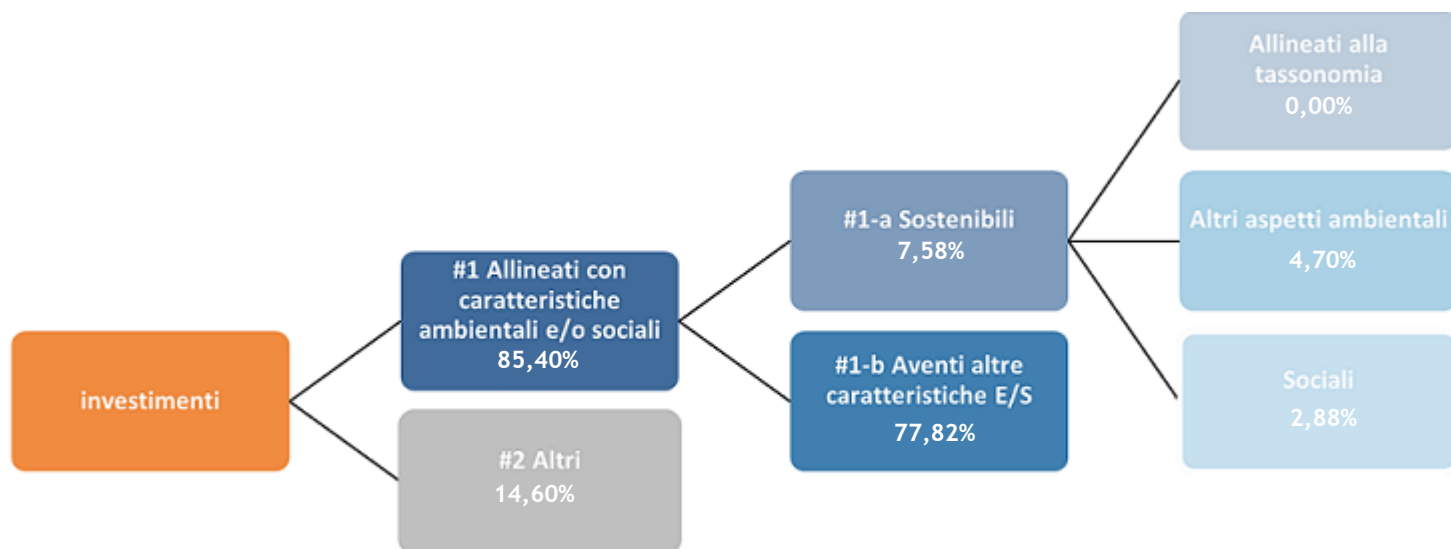 investimenti
#1 Allineati con
caratteristiche
ambientali e/o sociali
85,40%
#2 Altri
14,60%
#1-a Sostenibili
7,58%
#1-b Aventi altre
caratteristiche E/S
77,82%
Allineati alla
tassonomia
0,00%
Altri aspetti ambientali
4,70%
Sociali
2,88%